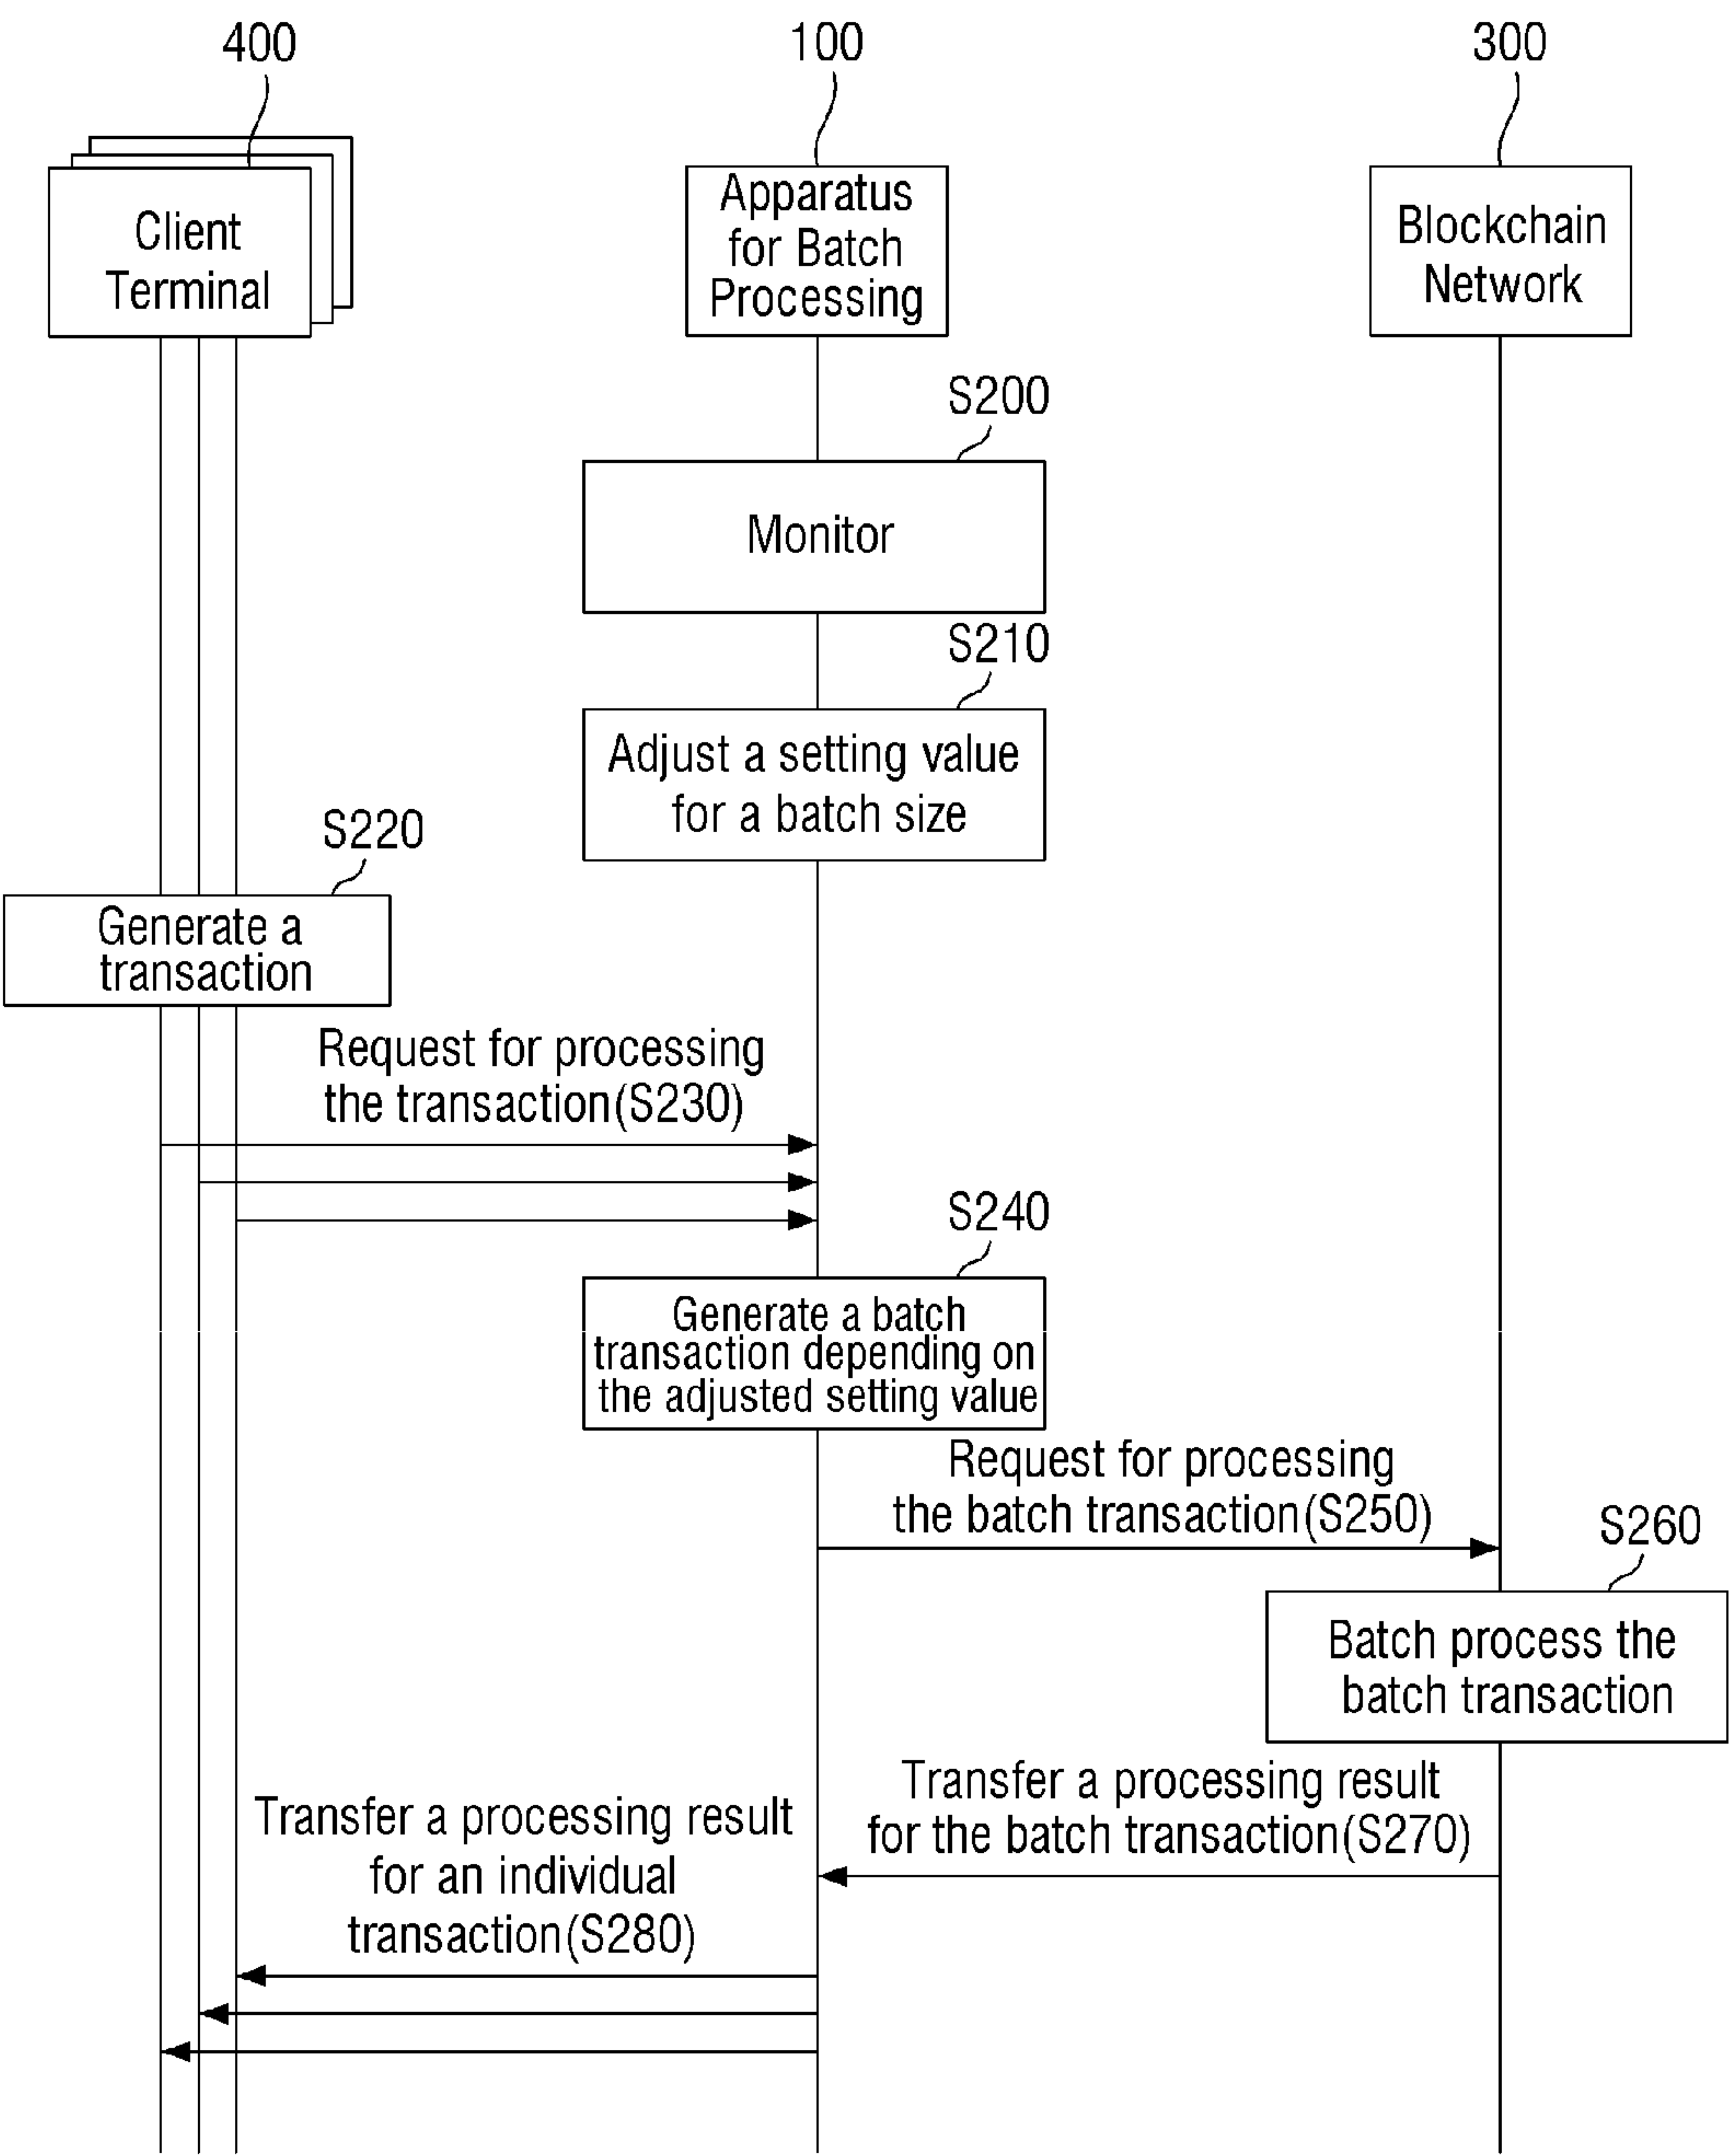 400
100
300
Client
Terminal
Apparatus
for Batch
Processing
Blockchain
Network
S200
Monitor
S210
Adjust a setting value
for a batch size
S220
Generate a
transaction
Request for processing
the transaction(S230)
S240
Generate a batch
transaction depending on
the adjusted setting value
Request for processing
the batch transaction(S250)
S260
Batch process the
batch transaction
Transfer a processing result
for the batch transaction(S270)
Transfer a processing result
for an individual
transaction(S280)